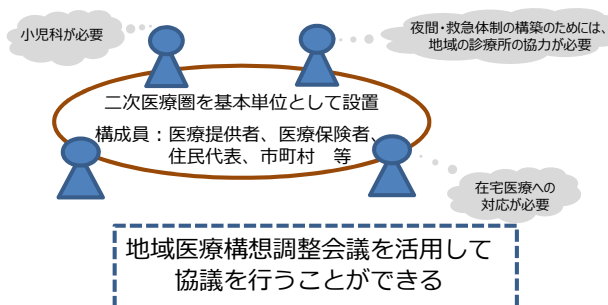 小児科が必要
夜間・救急体制の構築のためには、
地域の診療所の協力が必要
二次医療圏を基本単位として設置
構成員：医療提供者、医療保険者、
住民代表、市町村　等
在宅医療への
対応が必要
地域医療構想調整会議を活用して
協議を行うことができる